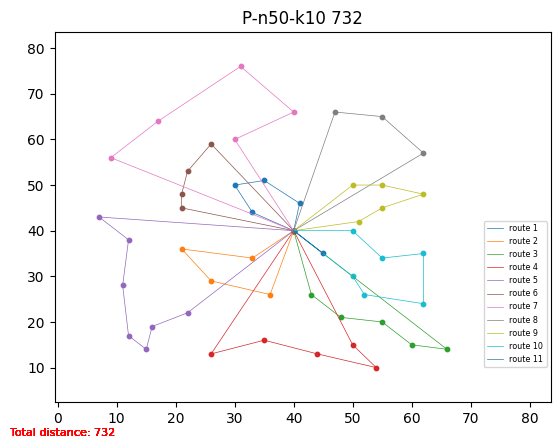 P-n50-k10 732
80
70
60
50
40
30
20
10
0 10 20 30 40 50 60 70 80
route 1
route 2
route 3
route 4
route 5
route 6
route 7
route 8
route 9
route 10
route 11
Total distance: 732